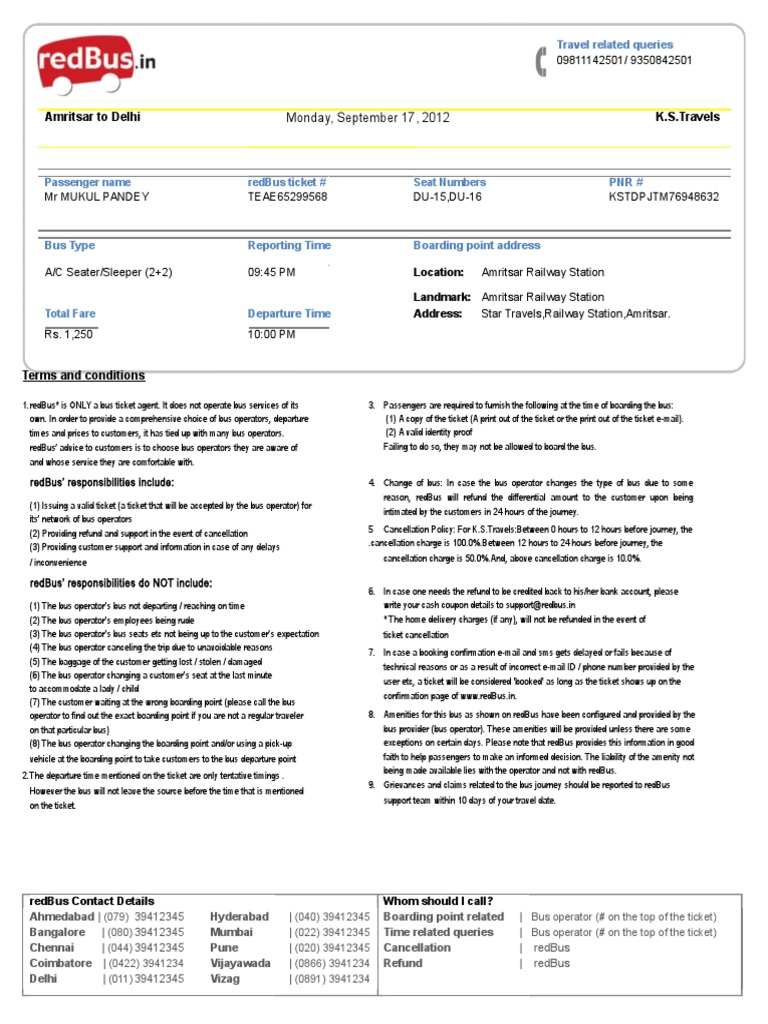 redBus.in
Travel related queries
09811142501/ 9350842501
Amritsar to Delhi Monday, September 17, 2012 K.S.Travels
Passenger name redBus ticket # Seat Numbers PNR #
Mr MUKUL PANDEY TEAE65299568 DU-15,DU-16 KSTDPJTM76948632
Bus Type Reporting Time Boarding point address
A/C Seater/Sleeper (2+2) 09:45 PM Location: Amritsar Railway Station
Landmark: Amritsar Railway Station
Total Fare Departure Time Address: Star Travels,Railway Station,Amritsar.
Rs. 1,250 10:00 PM
Terms and conditions
1.redBus* is ONLY a bus ticket agent. It does not operate bus services of its
own. In order to provide a comprehensive choice of bus operators, departure
times and prices to customers, it has tied up with many bus operators.
redBus' advice to customers is to choose bus operators they are aware of
and whose service they are comfortable with.
redBus' responsibilities include:
(1) Issuing a valid ticket (a ticket that will be accepted by the bus operator) for
its' network of bus operators
(2) Providing refund and support in the event of cancellation
(3) Providing customer support and information in case of any delays
/ inconvenience
redBus' responsibilities do NOT include:
(1) The bus operator's bus not departing / reaching on time
(2) The bus operator's employees being rude
(3) The bus operator's bus seats etc not being up to the customer's expectation
(4) The bus operator canceling the trip due to unavoidable reasons
(5) The baggage of the customer getting lost / stolen / damaged
(6) The bus operator changing a customer's seat at the last minute
to accommodate a lady / child
(7) The customer waiting at the wrong boarding point (please call the bus
operator to find out the exact boarding point if you are not a regular traveler
on that particular bus)
(8) The bus operator changing the boarding point and/or using a pick-up
vehicle at the boarding point to take customers to the bus departure point
2.The departure time mentioned on the ticket are only tentative timings .
However the bus will not leave the source before the time that is mentioned
on the ticket.
3. Passengers are required to furnish the following at the time of boarding the bus:
(1) A copy of the ticket (A print out of the ticket or the print out of the ticket e-mail).
(2) A valid identity proof
Failing to do so, they may not be allowed to board the bus.
4. Change of bus: In case the bus operator changes the type of bus due to some
reason, redBus will refund the differential amount to the customer upon being
intimated by the customers in 24 hours of the journey.
5 Cancellation Policy: For K.S.Travels:Between 0 hours to 12 hours before journey, the
.cancellation charge is 100.0%.Between 12 hours to 24 hours before journey, the
cancellation charge is 50.0%.And, above cancellation charge is 10.0%.
6. In case one needs the refund to be credited back to his/her bank account, please
write your cash coupon details to support@redbus.in
*The home delivery charges (if any), will not be refunded in the event of
ticket cancellation
7. In case a booking confirmation e-mail and sms gets delayed or fails because of
technical reasons or as a result of incorrect e-mail ID / phone number provided by the
user etc, a ticket will be considered 'booked' as long as the ticket shows up on the
confirmation page of www.redBus.in.
8. Amenities for this bus as shown on redBus have been configured and provided by the
bus provider (bus operator). These amenities will be provided unless there are some
exceptions on certain days. Please note that redBus provides this information in good
faith to help passengers to make an informed decision. The liability of the amenity not
being made available lies with the operator and not with redBus.
9. Grievances and claims related to the bus journey should be reported to redBus
support team within 10 days of your travel date.
redBus Contact Details Whom should I call?
Ahmedabad | (079) 39412345 Hyderabad | (040) 39412345 Boarding point related | Bus operator (# on the top of the ticket)
Bangalore | (080) 39412345 Mumbai | (022) 39412345 Time related queries | Bus operator (# on the top of the ticket)
Chennai | (044) 39412345 Pune | (020) 39412345 Cancellation | redBus
Coimbatore | (0422) 3941234 Vijayawada | (0866) 3941234 Refund | redBus
Delhi | (011) 39412345 Vizag | (0891) 3941234